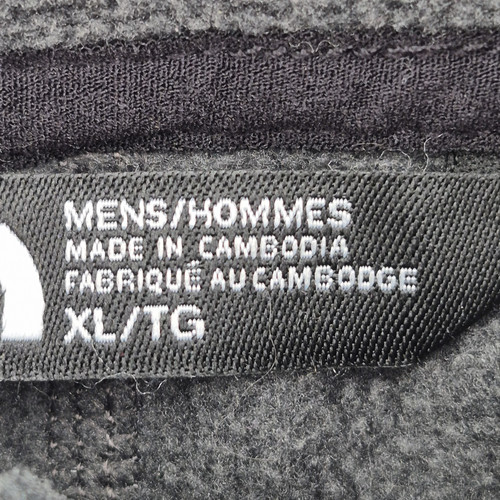 MENS/HOMMES
MADE IN CAMBODIA
FABRIQUÉ AU CAMBODGE
XL/TG